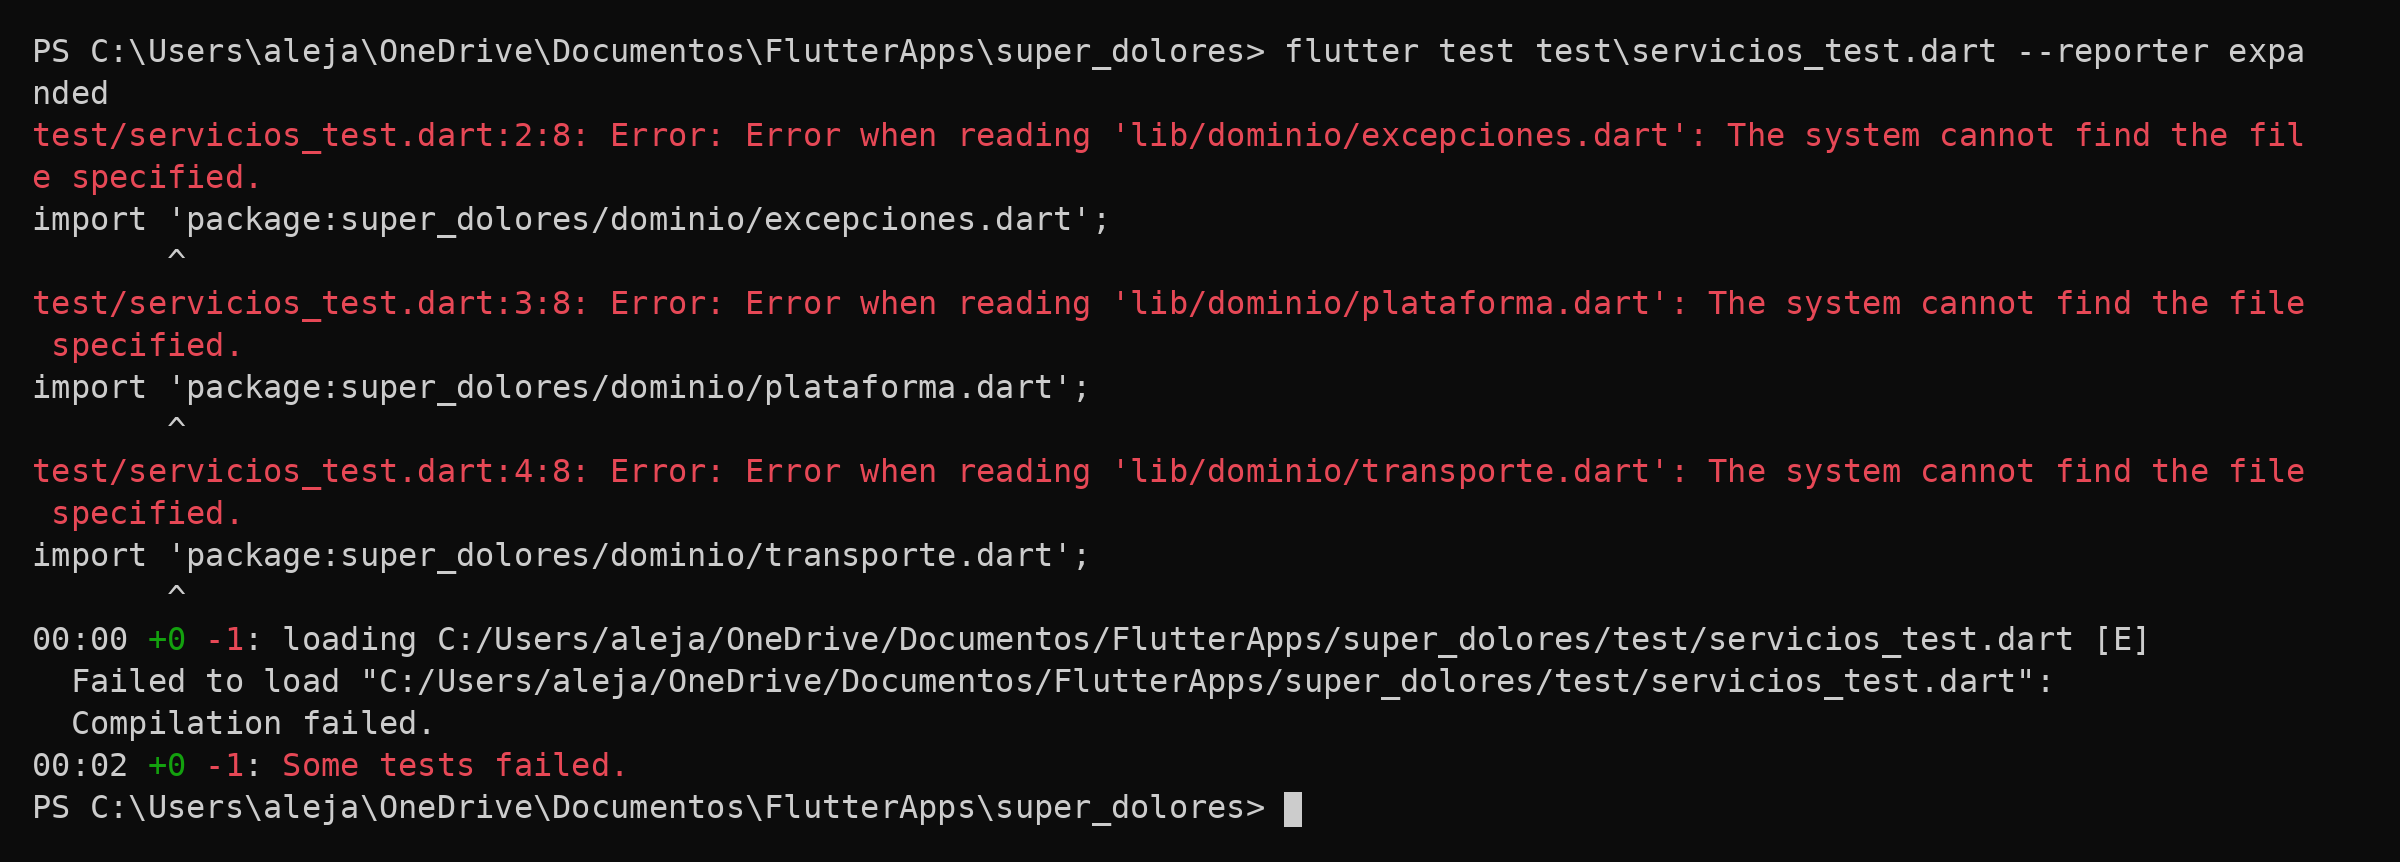 PS C:\Users\aleja\OneDrive\Documentos\FlutterApps\super_dolores> flutter test test\servicios_test.dart --reporter expa
nded
test/servicios_test.dart:2:8: Error: Error when reading 'lib/dominio/excepciones.dart': The system cannot find the fil
e specified.
import 'package:super_dolores/dominio/excepciones.dart';
       ^
test/servicios_test.dart:3:8: Error: Error when reading 'lib/dominio/plataforma.dart': The system cannot find the file
 specified.
import 'package:super_dolores/dominio/plataforma.dart';
       ^
test/servicios_test.dart:4:8: Error: Error when reading 'lib/dominio/transporte.dart': The system cannot find the file
 specified.
import 'package:super_dolores/dominio/transporte.dart';
       ^
00:00 +0 -1: loading C:/Users/aleja/OneDrive/Documentos/FlutterApps/super_dolores/test/servicios_test.dart [E]
  Failed to load "C:/Users/aleja/OneDrive/Documentos/FlutterApps/super_dolores/test/servicios_test.dart":
  Compilation failed.
00:02 +0 -1: Some tests failed.
PS C:\Users\aleja\OneDrive\Documentos\FlutterApps\super_dolores>